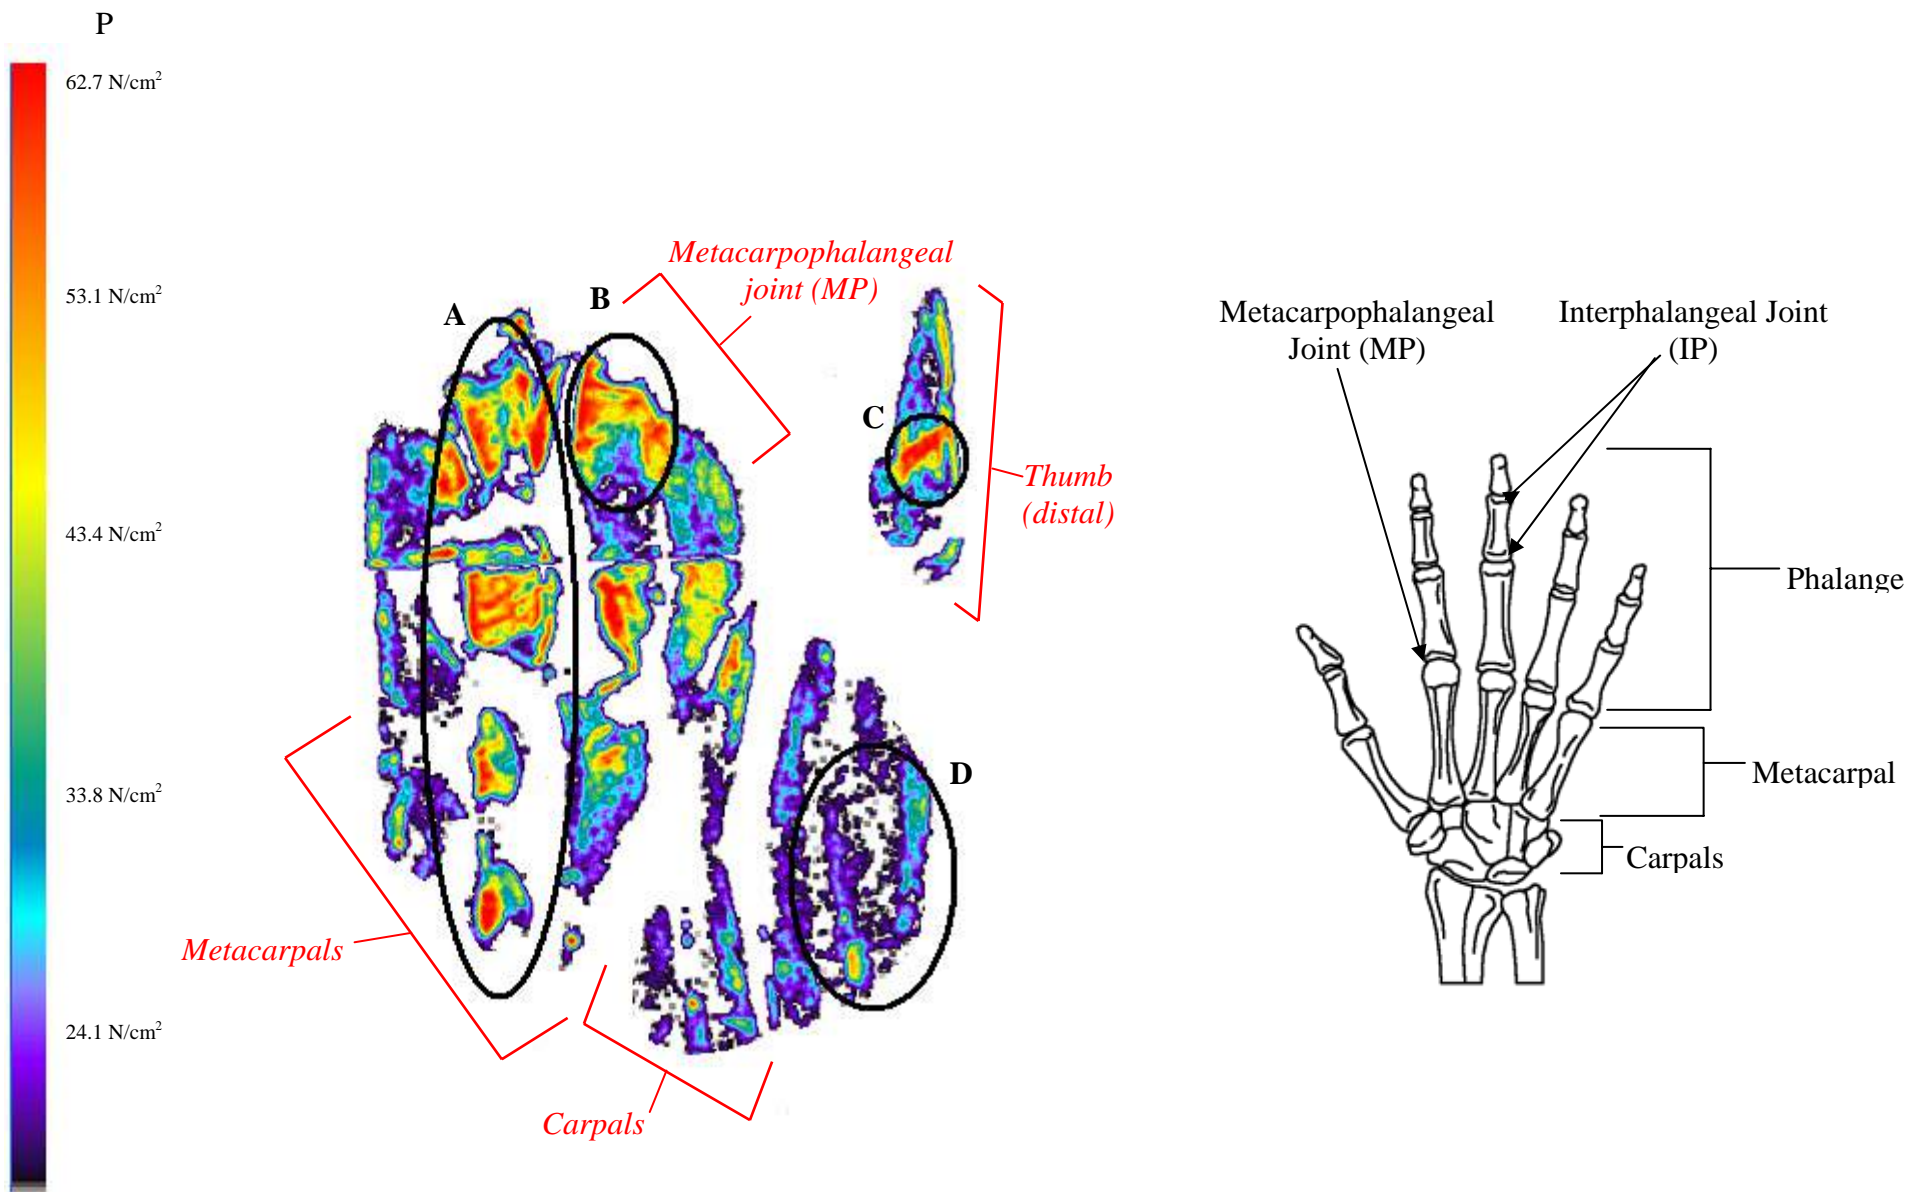 P
62.7 N/cm²
53.1 N/cm²
43.4 N/cm²
33.8 N/cm²
24.1 N/cm²
Metacarpophalangeal
joint (MP)
A
B
C
D
Thumb
(distal)
Metacarpals
Carpals
Metacarpophalangeal
Joint (MP)
Interphalangeal Joint
(IP)
Phalange
Metacarpal
Carpals